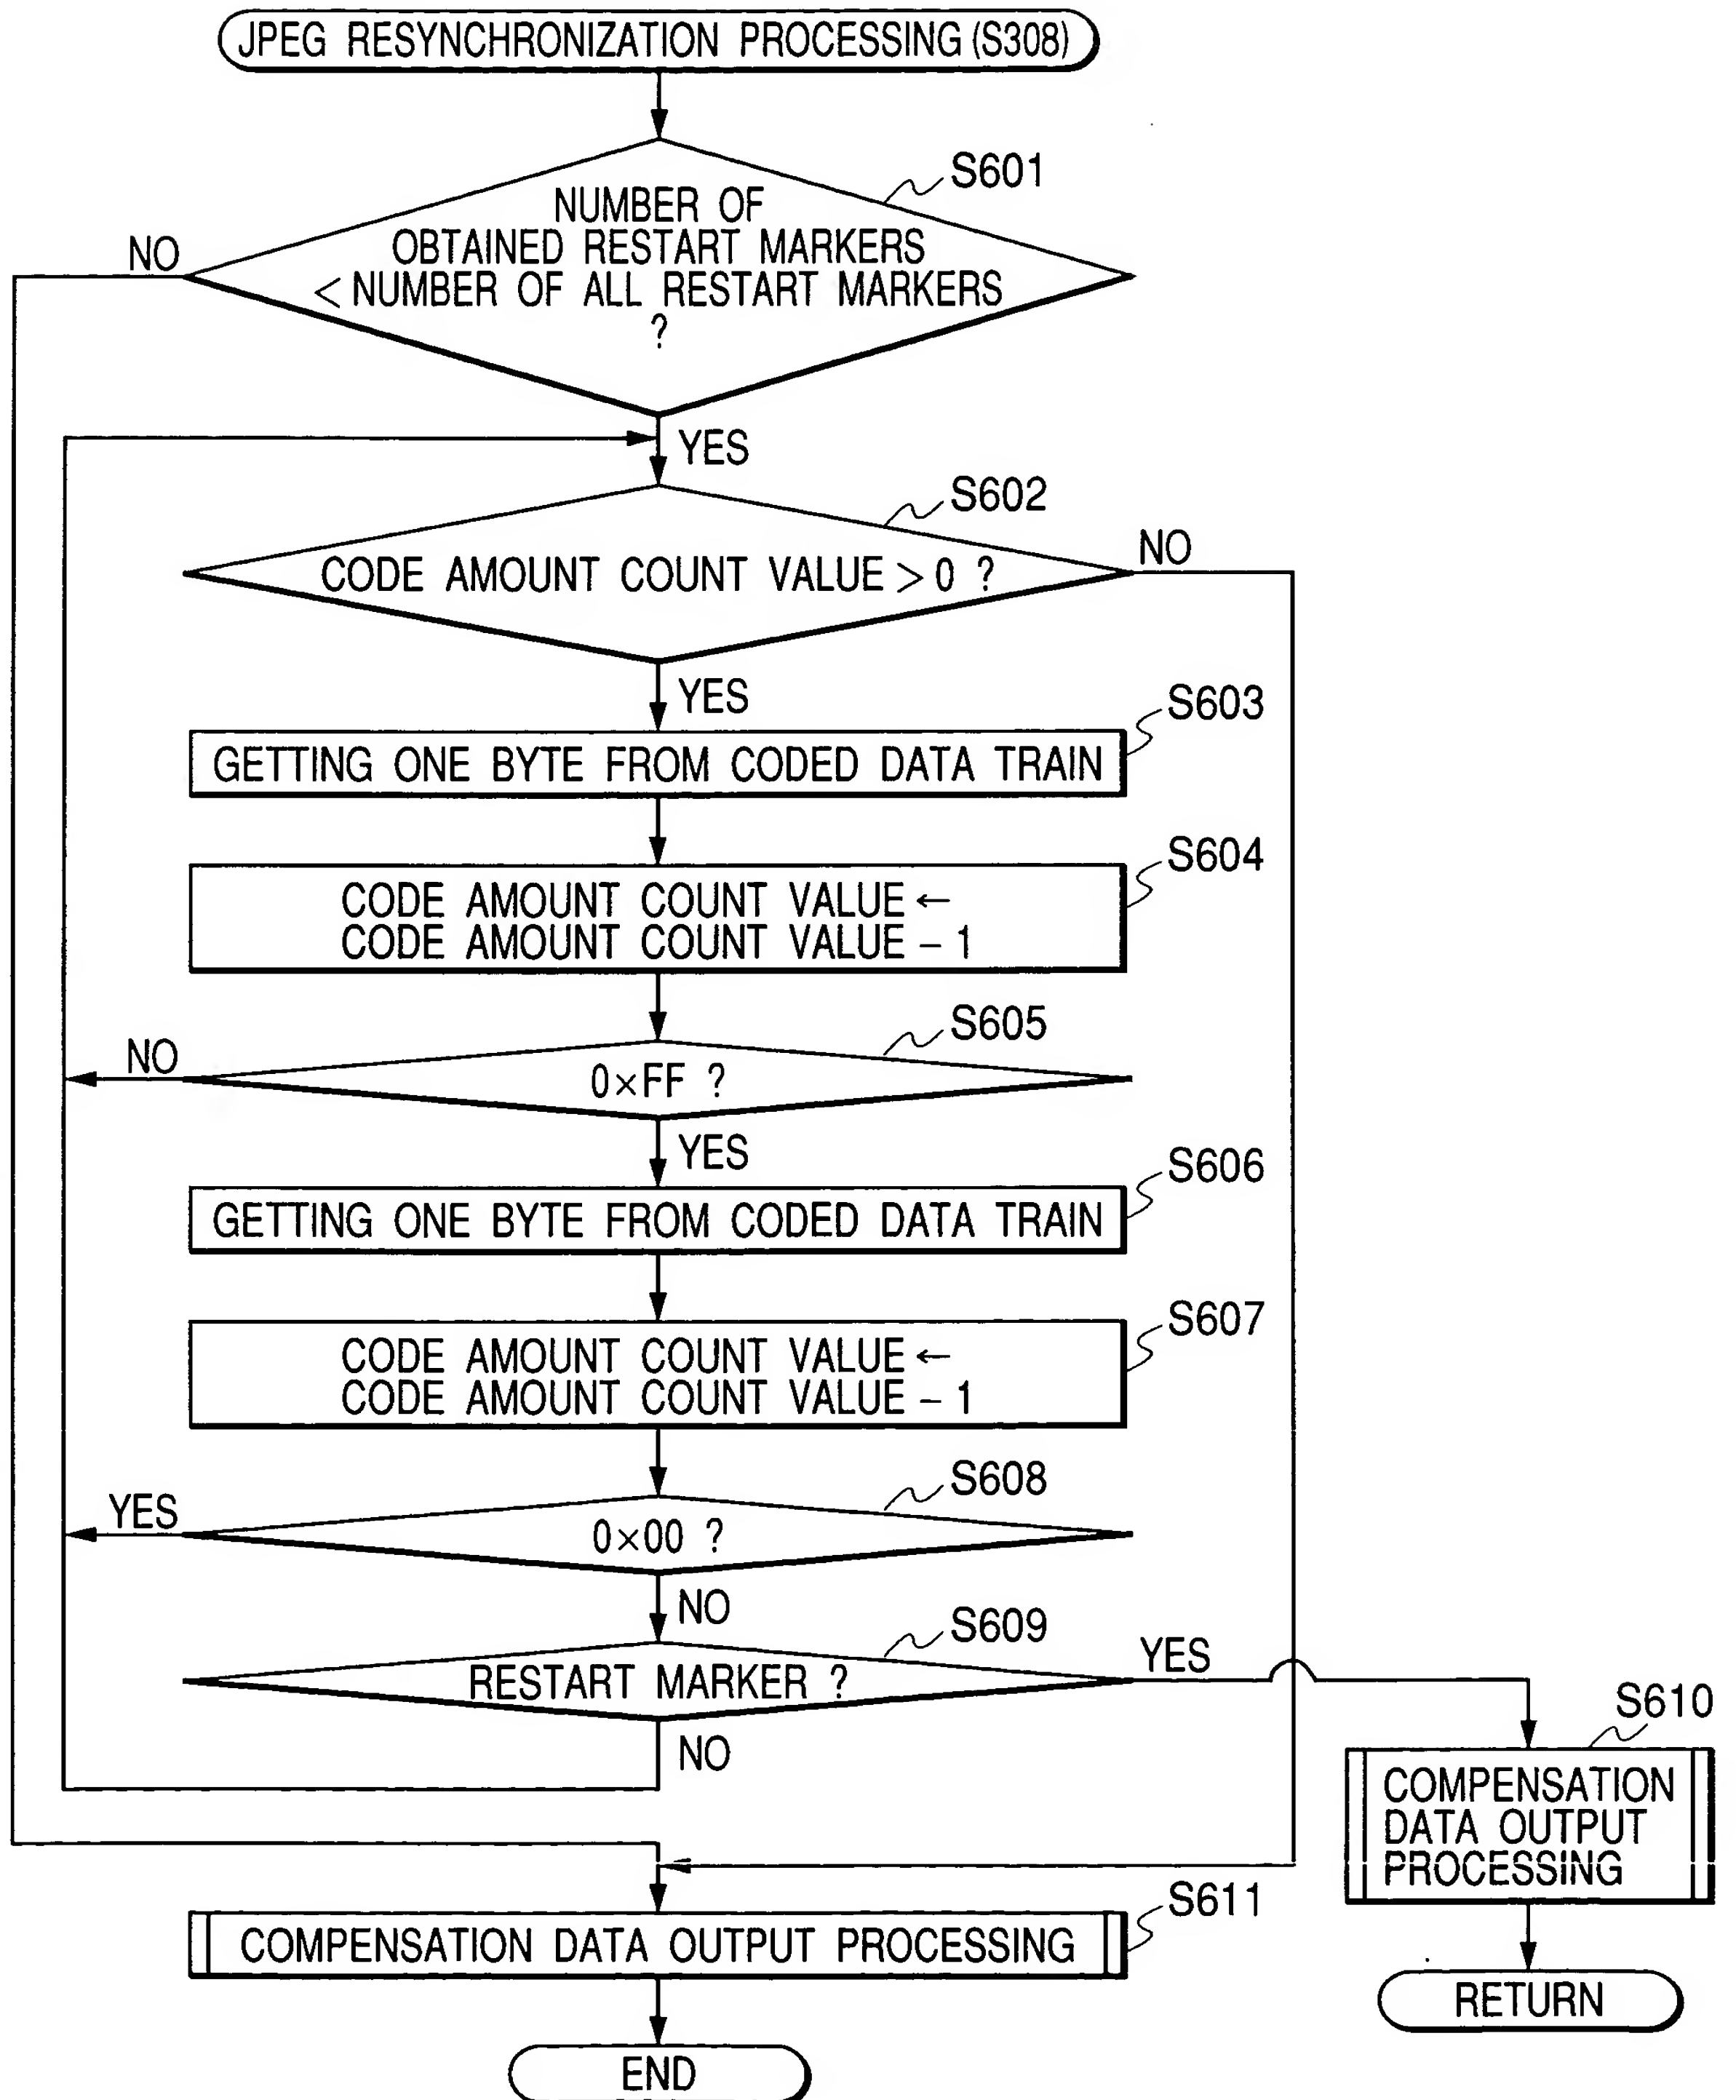 JPEG RESYNCHRONIZATION PROCESSING (S308)
S601
NUMBER OF
OBTAINED RESTART MARKERS
< NUMBER OF ALL RESTART MARKERS
?
NO
YES
S602
CODE AMOUNT COUNT VALUE > 0 ?
NO
YES
S603
GETTING ONE BYTE FROM CODED DATA TRAIN
S604
CODE AMOUNT COUNT VALUE ←
CODE AMOUNT COUNT VALUE – 1
S605
0×FF ?
NO
YES
S606
GETTING ONE BYTE FROM CODED DATA TRAIN
S607
CODE AMOUNT COUNT VALUE ←
CODE AMOUNT COUNT VALUE – 1
S608
0×00 ?
YES
NO
S609
RESTART MARKER ?
YES
NO
S610
COMPENSATION
DATA OUTPUT
PROCESSING
S611
COMPENSATION DATA OUTPUT PROCESSING
RETURN
END